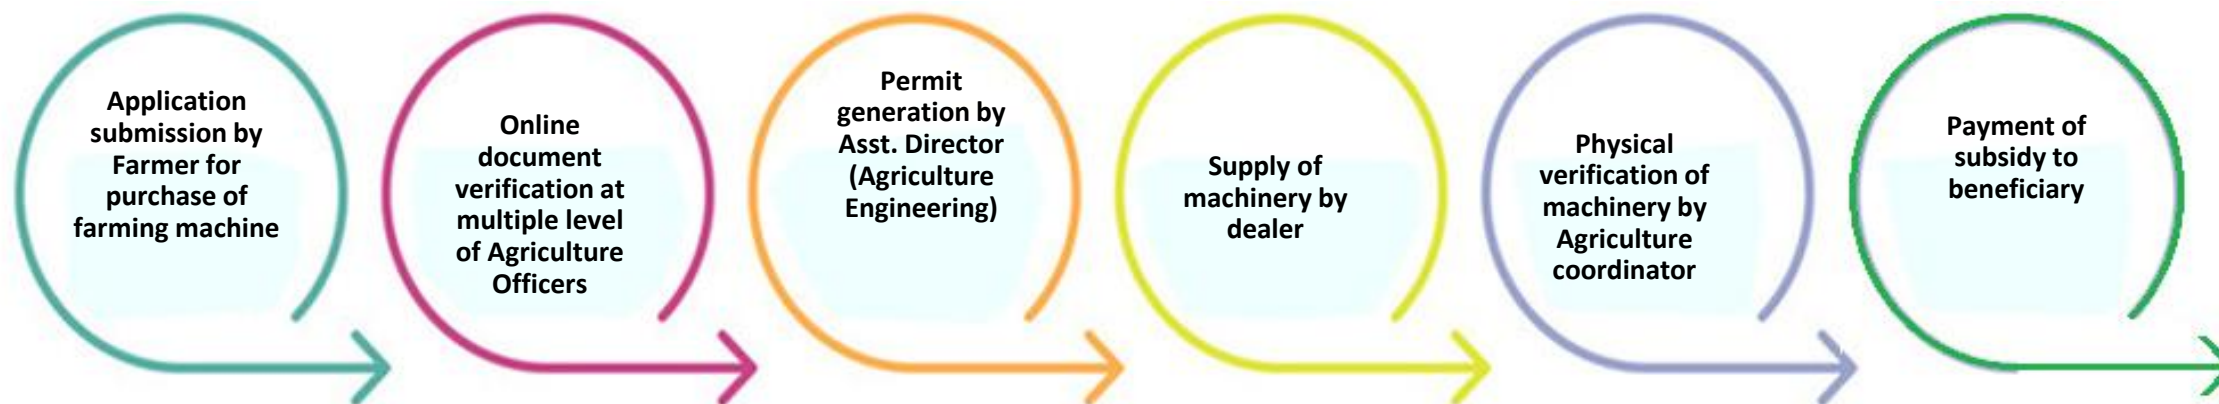 Application
submission by
Farmer for
purchase of
farming machine
Online
document
verification at
multiple level
of Agriculture
Officers
Permit
generation by
Asst. Director
(Agriculture
Engineering)
Supply of
machinery by
dealer
Physical
verification of
machinery by
Agriculture
coordinator
Payment of
subsidy to
beneficiary